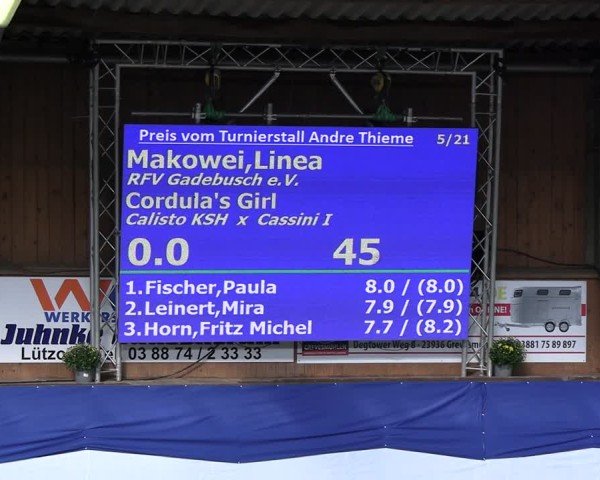 Preis vom Turnierstall Andre Thieme 5/21
Makowei,Linea
RFV Gadebusch e.V.
Cordula's Girl
Calisto KSH x Cassini I
0.0 45
1.Fischer,Paula 8.0 / (8.0)
2.Leinert,Mira 7.9 / (7.9)
3.Horn,Fritz Michel 7.7 / (8.2)
W
WERKER
Juhnke
Lützo
03 88 74 / 2 33 33
Degtower Weg 8 - 23936
03881 75 89 897